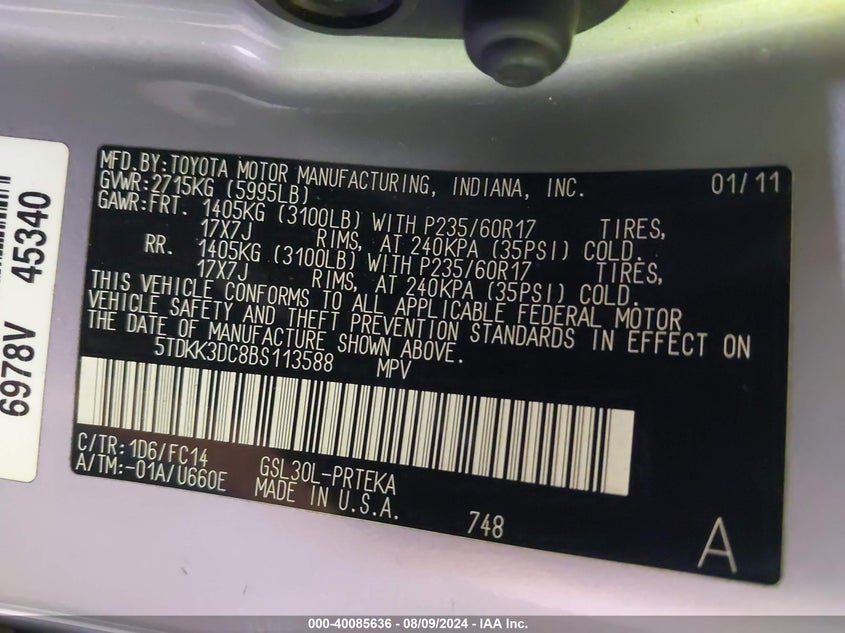 MFD.BY:TOYOTA MOTOR MANUFACTURING, INDIANA, INC. 01/11
GVWR:2715KG (5995LB)
GAWR:FRT. 1405KG (3100LB) WITH P235/60R17 TIRES,
17X7J RIMS, AT 240KPA (35PSI) COLD.
RR. 1405KG (3100LB) WITH P235/60R17 TIRES,
17X7J RIMS, AT 240KPA (35PSI) COLD.
THIS VEHICLE CONFORMS TO ALL APPLICABLE FEDERAL MOTOR
VEHICLE SAFETY AND THEFT PREVENTION STANDARDS IN EFFECT ON
THE DATE OF MANUFACTURE SHOWN ABOVE.
5TDKK3DC8BS113588 MPV
C/TR:1D6/FC14
A/TM:-01A/U660E
GSL30L-PRTEKA
MADE IN U.S.A.
748
A
6978V 45340
000-40085636 - 08/09/2024 - IAA Inc.